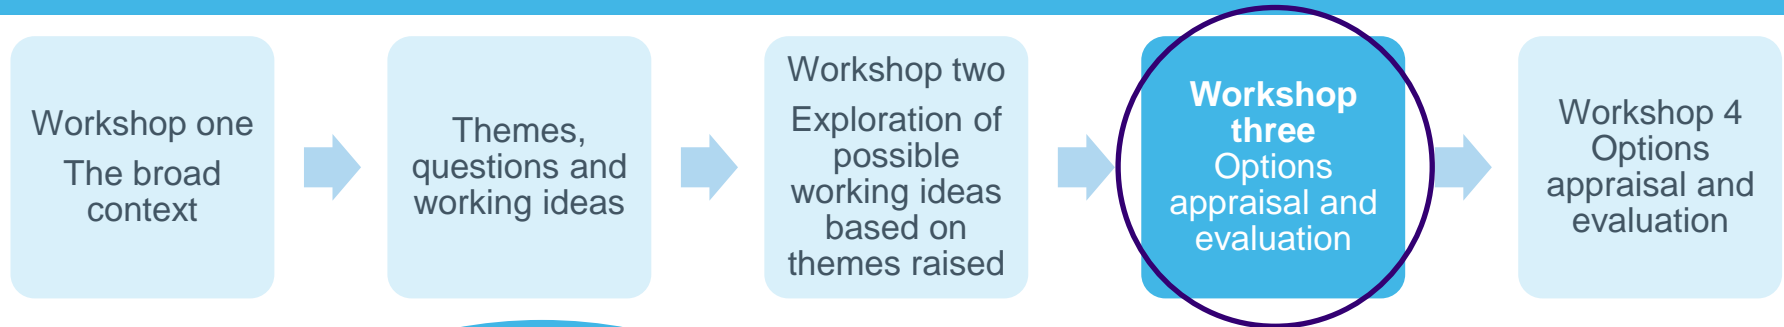 Workshop one
The broad
context
Themes,
questions and
working ideas
Workshop two
Exploration of
possible
working ideas
based on
themes raised
Workshop
three
Options
appraisal and
evaluation
Workshop 4
Options
appraisal and
evaluation